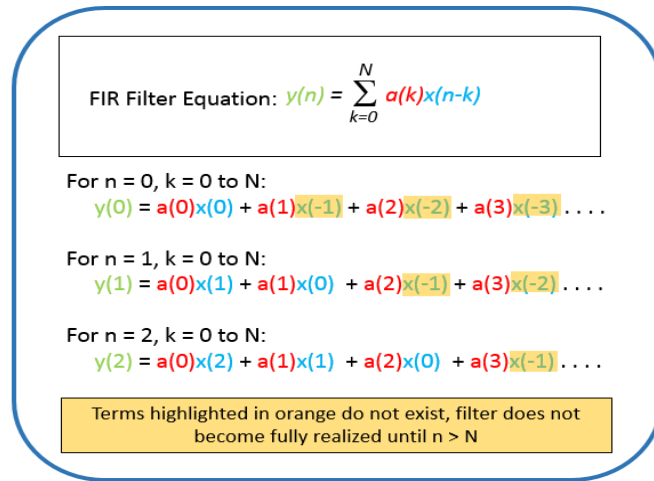 FIR Filter Equation: y(n) = N∑k=0 a(k)x(n-k)
For n = 0, k = 0 to N:
y(0) = a(0)x(0) + a(1)x(-1) + a(2)x(-2) + a(3)x(-3) . . . .
For n = 1, k = 0 to N:
y(1) = a(0)x(1) + a(1)x(0) + a(2)x(-1) + a(3)x(-2) . . . .
For n = 2, k = 0 to N:
y(2) = a(0)x(2) + a(1)x(1) + a(2)x(0) + a(3)x(-1) . . . .
Terms highlighted in orange do not exist, filter does not
become fully realized until n > N